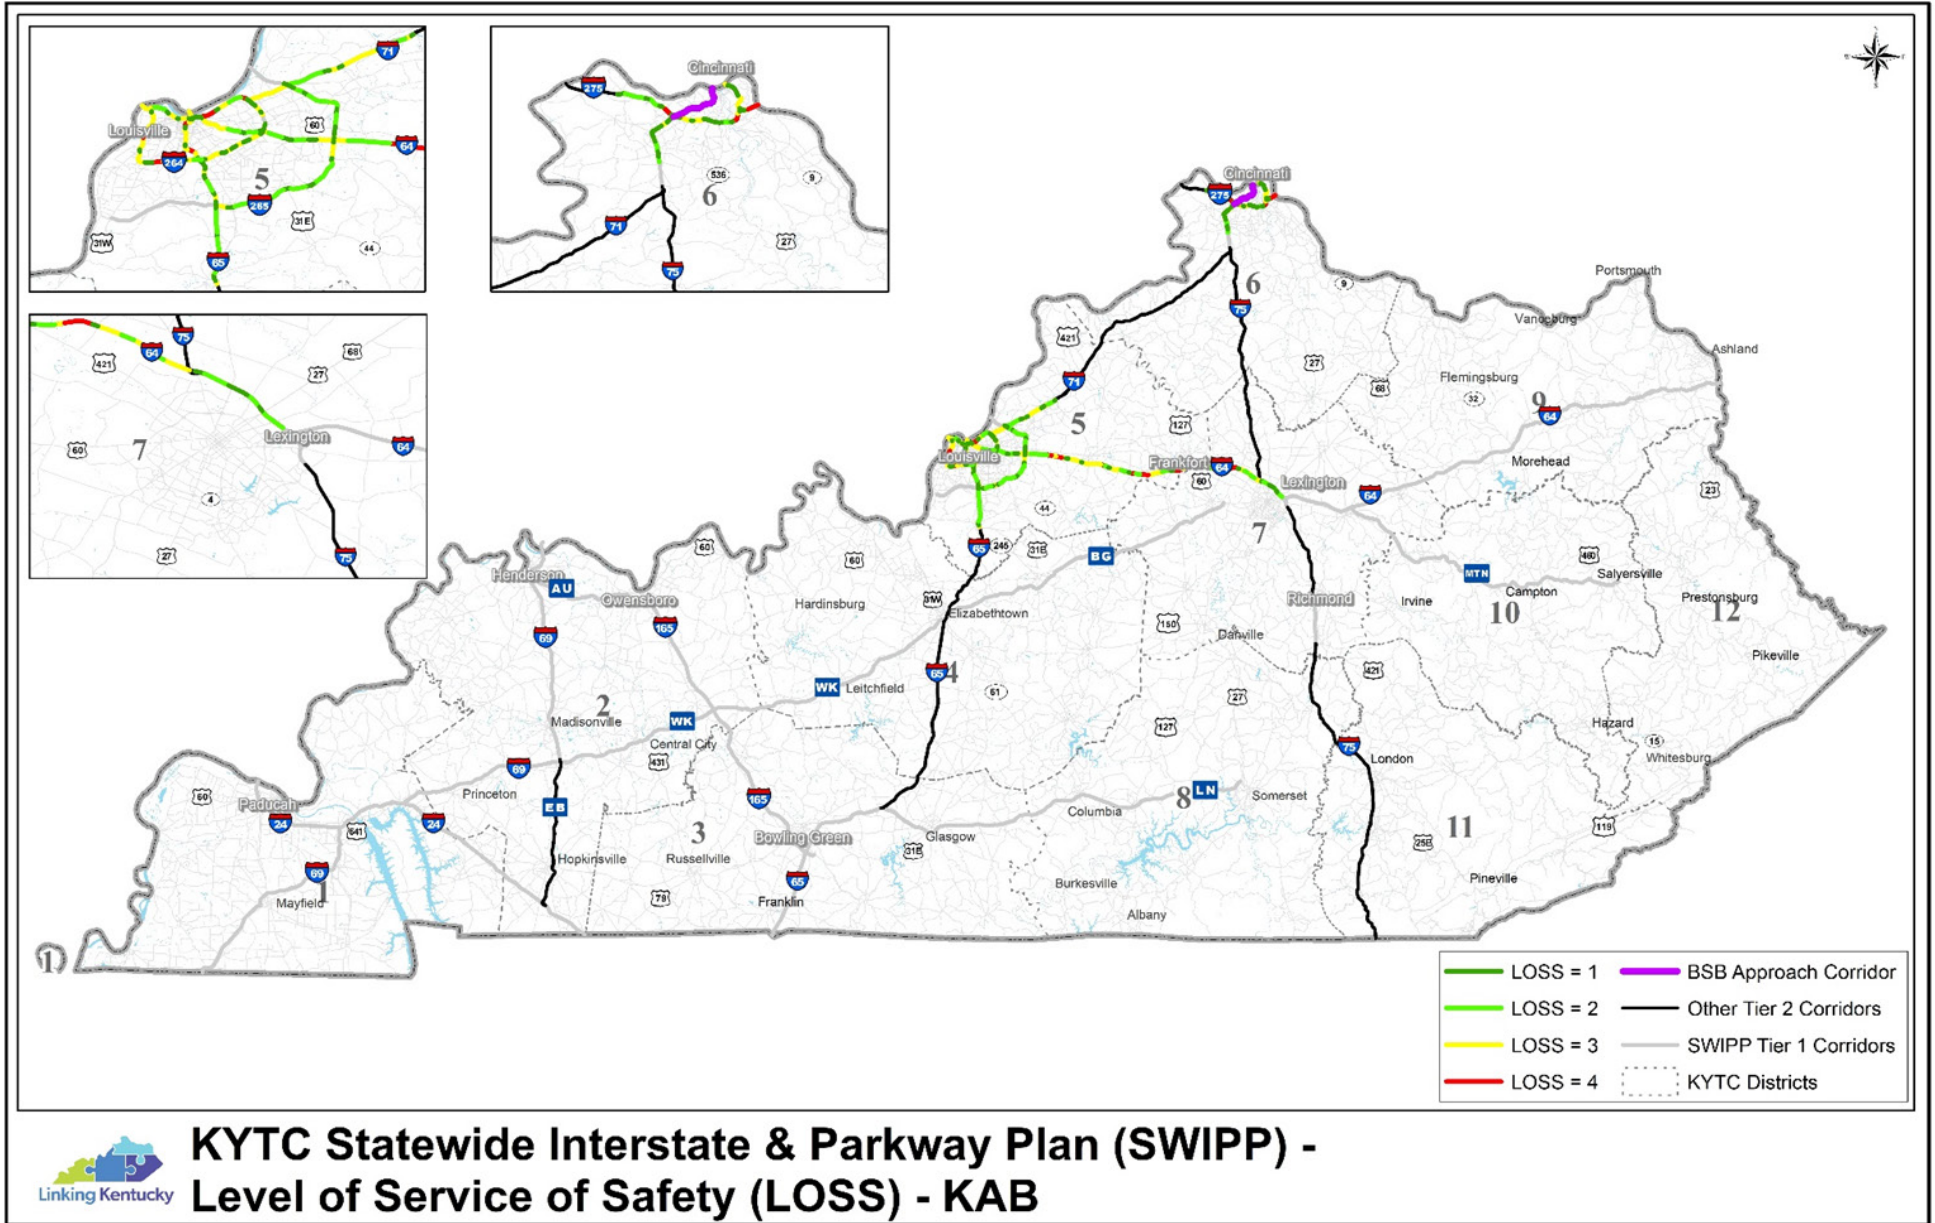 71
Louisville
60
64
264
5
265
31E
31W
44
65
Cincinnati
275
536
9
6
71
27
75
75
64
421
68
27
Lexington
7
60
64
4
27
75
Cincinnati
275
Portsmouth
6
9
75
Vanceburg
421
Ashland
27
71
68
Flemingsburg
32
9
64
5
127
Louisville
Frankfort
64
60
Morehead
Lexington
64
23
44
7
65
245
31E
BG
60
60
460
MTN
Salyersville
Henderson
AU
Owensboro
Hardinsburg
31W
Elizabethtown
Richmond
Irvine
Campton
10
Prestonsburg
12
69
165
150
Danville
Pikeville
WK
Leitchfield
65
4
61
421
27
2
Madisonville
WK
Central City
431
127
Hazard
15
Whitesburg
75
London
69
Princeton
60
Paducah
24
641
24
EB
165
8
LN
Somerset
Columbia
3
Bowling Green
Glasgow
31E
11
119
25E
Hopkinsville
Russellville
69
1
Mayfield
79
65
Franklin
Burkesville
Albany
Pineville
1
LOSS = 1
BSB Approach Corridor
LOSS = 2
Other Tier 2 Corridors
LOSS = 3
SWIPP Tier 1 Corridors
LOSS = 4
KYTC Districts
Linking Kentucky
KYTC Statewide Interstate & Parkway Plan (SWIPP) -
Level of Service of Safety (LOSS) - KAB